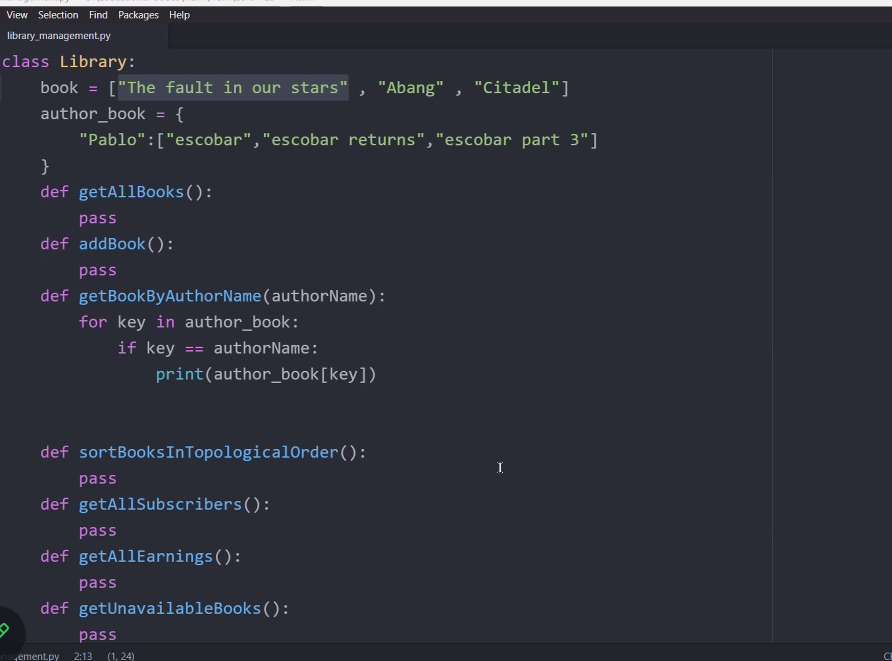 View Selection Find Packages Help
library_management.py
class Library:
    book = ["The fault in our stars" , "Abang" , "Citadel"]
    author_book = {
        "Pablo":["escobar","escobar returns","escobar part 3"]
    }
    def getAllBooks():
        pass
    def addBook():
        pass
    def getBookByAuthorName(authorName):
        for key in author_book:
            if key == authorName:
                print(author_book[key])
    def sortBooksInTopologicalOrder():
        pass
    def getAllSubscribers():
        pass
    def getAllEarnings():
        pass
    def getUnavailableBooks():
        pass
2:13 (1, 24)